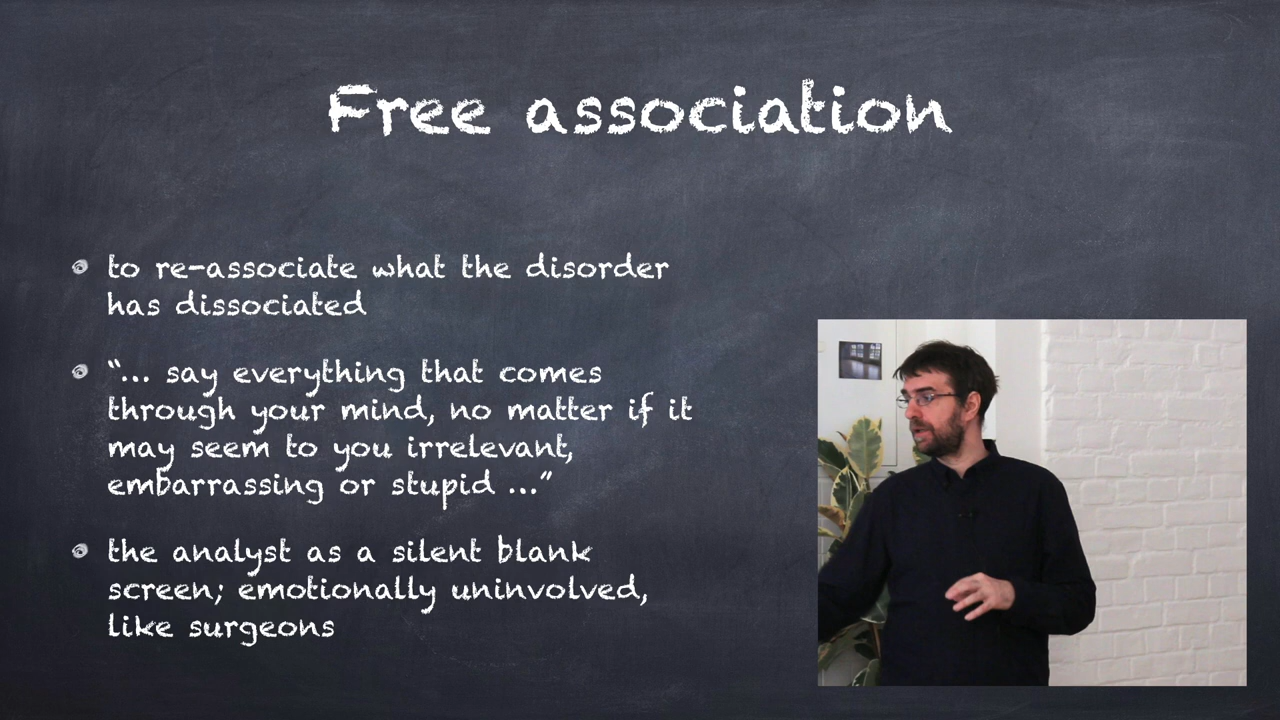 Free association
to re-associate what the disorder
has dissociated
“… say everything that comes
through your mind, no matter if it
may seem to you irrelevant,
embarrassing or stupid …”
the analyst as a silent blank
screen; emotionally uninvolved,
like surgeons